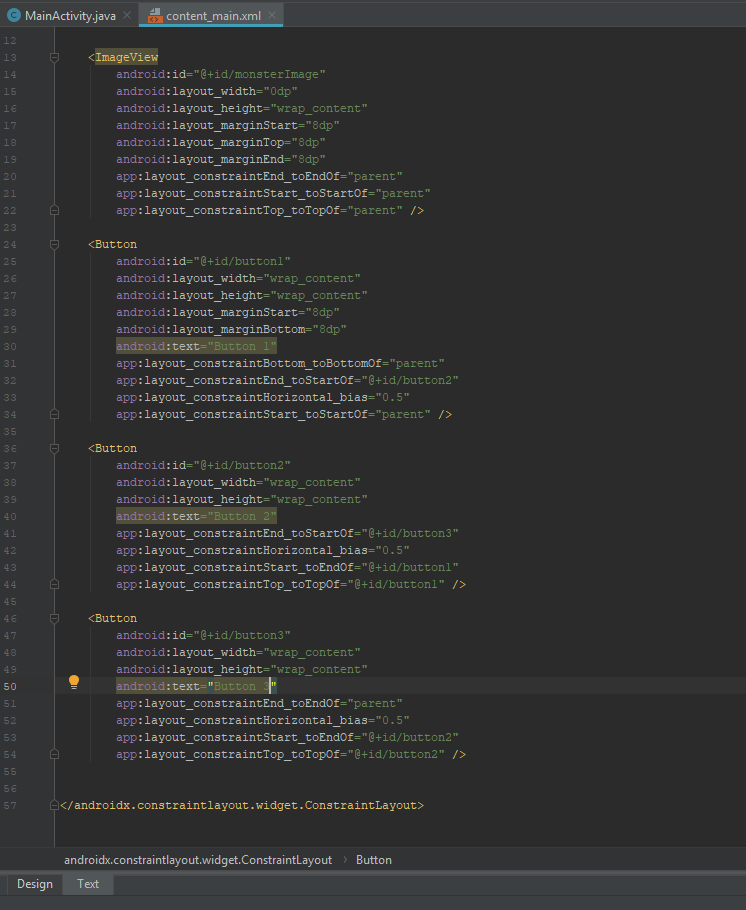 MainActivity.java content_main.xml
12
13 <ImageView
14 android:id="@+id/monsterImage"
15 android:layout_width="0dp"
16 android:layout_height="wrap_content"
17 android:layout_marginStart="8dp"
18 android:layout_marginTop="8dp"
19 android:layout_marginEnd="8dp"
20 app:layout_constraintEnd_toEndOf="parent"
21 app:layout_constraintStart_toStartOf="parent"
22 app:layout_constraintTop_toTopOf="parent" />
23
24 <Button
25 android:id="@+id/button1"
26 android:layout_width="wrap_content"
27 android:layout_height="wrap_content"
28 android:layout_marginStart="8dp"
29 android:layout_marginBottom="8dp"
30 android:text="Button 1"
31 app:layout_constraintBottom_toBottomOf="parent"
32 app:layout_constraintEnd_toStartOf="@+id/button2"
33 app:layout_constraintHorizontal_bias="0.5"
34 app:layout_constraintStart_toStartOf="parent" />
35
36 <Button
37 android:id="@+id/button2"
38 android:layout_width="wrap_content"
39 android:layout_height="wrap_content"
40 android:text="Button 2"
41 app:layout_constraintEnd_toStartOf="@+id/button3"
42 app:layout_constraintHorizontal_bias="0.5"
43 app:layout_constraintStart_toEndOf="@+id/button1"
44 app:layout_constraintTop_toTopOf="@+id/button1" />
45
46 <Button
47 android:id="@+id/button3"
48 android:layout_width="wrap_content"
49 android:layout_height="wrap_content"
50 android:text="Button 3"
51 app:layout_constraintEnd_toEndOf="parent"
52 app:layout_constraintHorizontal_bias="0.5"
53 app:layout_constraintStart_toEndOf="@+id/button2"
54 app:layout_constraintTop_toTopOf="@+id/button2" />
55
56
57 </androidx.constraintlayout.widget.ConstraintLayout>
androidx.constraintlayout.widget.ConstraintLayout › Button
Design Text